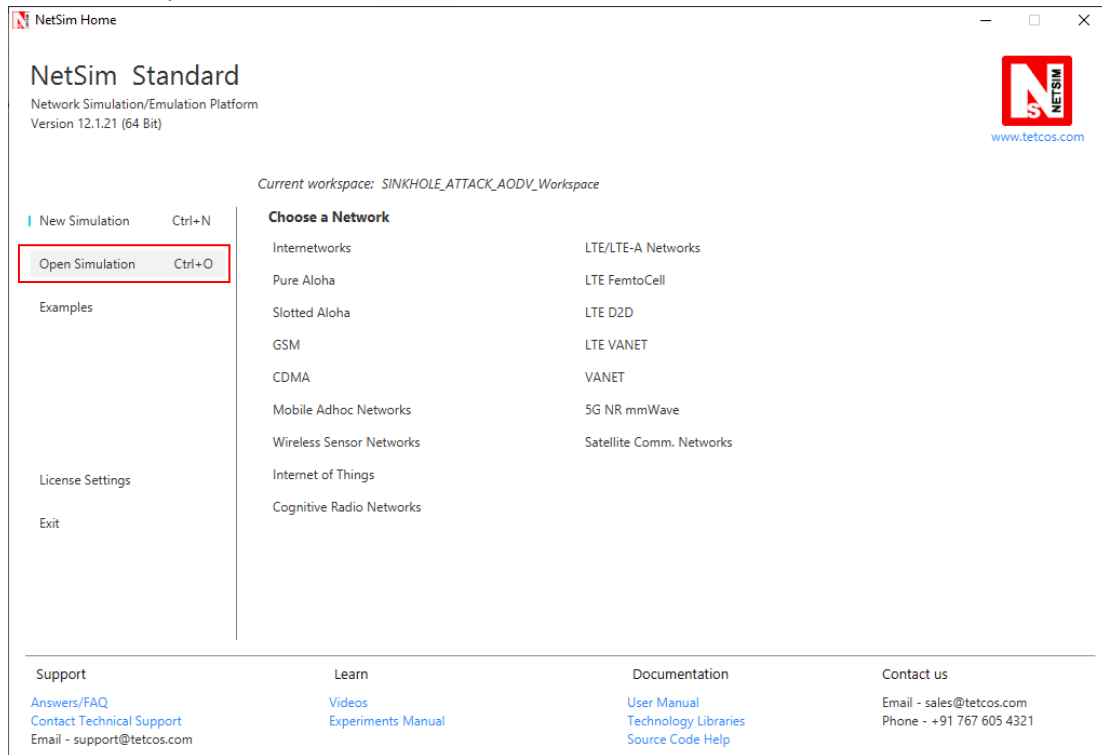 NetSim Home
NetSim Standard
Network Simulation/Emulation Platform
Version 12.1.21 (64 Bit)
NS NETSIM
www.tetcos.com
Current workspace: SINKHOLE_ATTACK_AODV_Workspace
New Simulation Ctrl+N
Open Simulation Ctrl+O
Examples
License Settings
Exit
Choose a Network
Internetworks
Pure Aloha
Slotted Aloha
GSM
CDMA
Mobile Adhoc Networks
Wireless Sensor Networks
Internet of Things
Cognitive Radio Networks
LTE/LTE-A Networks
LTE FemtoCell
LTE D2D
LTE VANET
VANET
5G NR mmWave
Satellite Comm. Networks
Support
Answers/FAQ
Contact Technical Support
Email - support@tetcos.com
Learn
Videos
Experiments Manual
Documentation
User Manual
Technology Libraries
Source Code Help
Contact us
Email - sales@tetcos.com
Phone - +91 767 605 4321